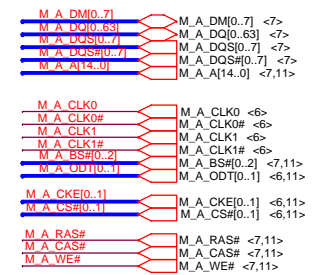 M_A_DM[0..7] M_A_DM[0..7] <7>
M_A_DQ[0..63] M_A_DQ[0..63] <7>
M_A_DQS[0..7] M_A_DQS[0..7] <7>
M_A_DQS#[0..7] M_A_DQS#[0..7] <7>
M_A_A[14..0] M_A_A[14..0] <7,11>
M_A_CLK0 M_A_CLK0 <6>
M_A_CLK0# M_A_CLK0# <6>
M_A_CLK1 M_A_CLK1 <6>
M_A_CLK1# M_A_CLK1# <6>
M_A_BS#[0..2] M_A_BS#[0..2] <7,11>
M_A_ODT[0..1] M_A_ODT[0..1] <6,11>
M_A_CKE[0..1] M_A_CKE[0..1] <6,11>
M_A_CS#[0..1] M_A_CS#[0..1] <6,11>
M_A_RAS# M_A_RAS# <7,11>
M_A_CAS# M_A_CAS# <7,11>
M_A_WE# M_A_WE# <7,11>